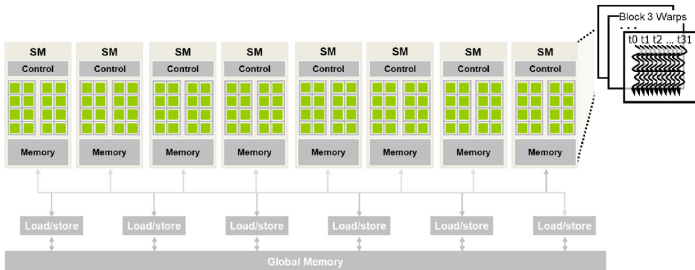 Block 3 Warps
t0 t1 t2 ... t31
SM SM SM SM SM SM SM SM
Control Control Control Control Control Control Control Control
Memory Memory Memory Memory Memory Memory Memory Memory
Load/store Load/store Load/store Load/store Load/store Load/store
Global Memory